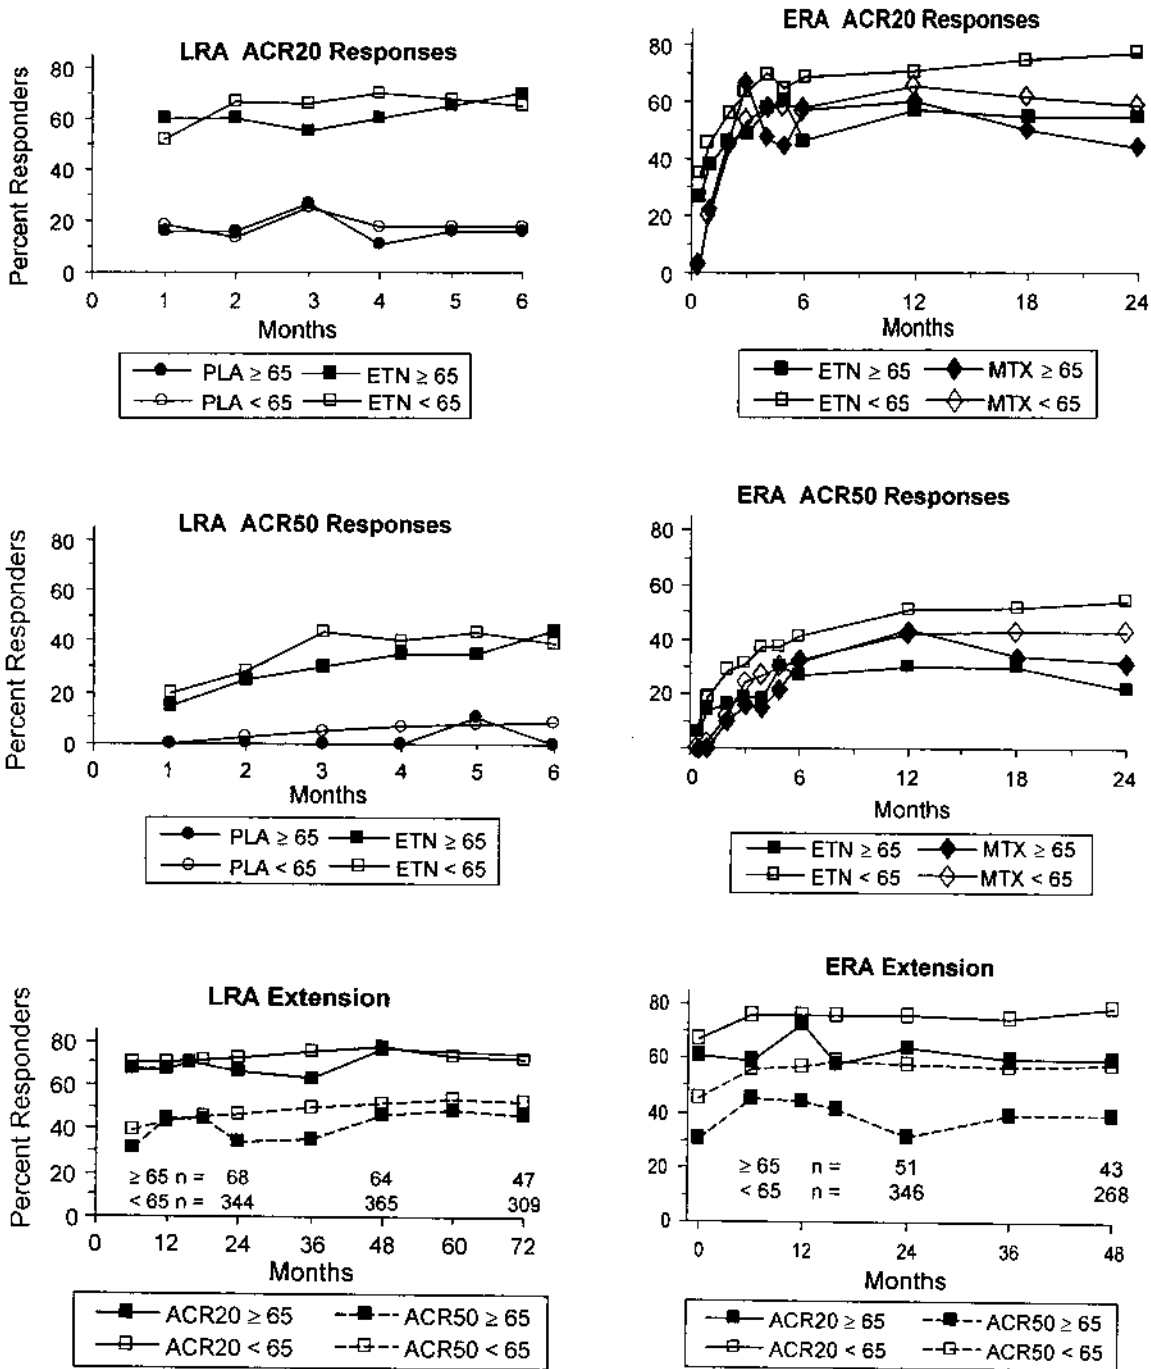 LRA ACR20 Responses
Percent Responders
80
60
40
20
0
0 1 2 3 4 5 6
Months
PLA ≥ 65 ETN ≥ 65
PLA < 65 ETN < 65
ERA ACR20 Responses
80
60
40
20
0
0 6 12 18 24
Months
ETN ≥ 65 MTX ≥ 65
ETN < 65 MTX < 65
LRA ACR50 Responses
Percent Responders
80
60
40
20
0
0 1 2 3 4 5 6
Months
PLA ≥ 65 ETN ≥ 65
PLA < 65 ETN < 65
ERA ACR50 Responses
80
60
40
20
0 6 12 18 24
Months
ETN ≥ 65 MTX ≥ 65
ETN < 65 MTX < 65
LRA Extension
Percent Responders
80
60
40
20
0
≥ 65 n = 68 64 47
< 65 n = 344 365 309
0 12 24 36 48 60 72
Months
ACR20 ≥ 65 ACR50 ≥ 65
ACR20 < 65 ACR50 < 65
ERA Extension
80
60
40
20
0
≥ 65 n = 51 43
< 65 n = 346 268
0 12 24 36 48
Months
ACR20 ≥ 65 ACR50 ≥ 65
ACR20 < 65 ACR50 < 65